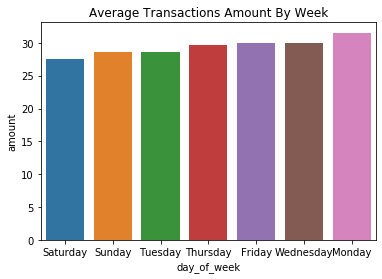 Average Transactions Amount By Week
amount
30
25
20
15
10
5
0
Saturday Sunday Tuesday Thursday Friday Wednesday Monday
day_of_week